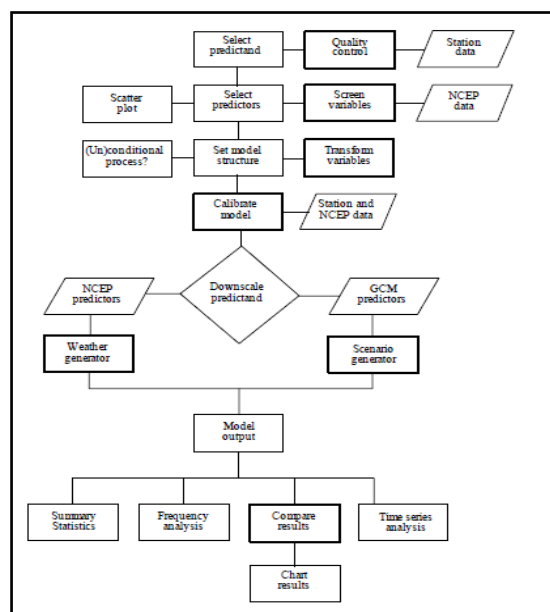 Select
predictand
Quality
control
Station
data
Scatter
plot
Select
predictors
Screen
variables
NCEP
data
(Un)conditional
process?
Set model
structure
Transform
variables
Calibrate
model
Station and
NCEP data
NCEP
predictors
Downscale
predictand
GCM
predictors
Weather
generator
Scenario
generator
Model
output
Summary
Statistics
Frequency
analysis
Compare
results
Time series
analysis
Chart
results